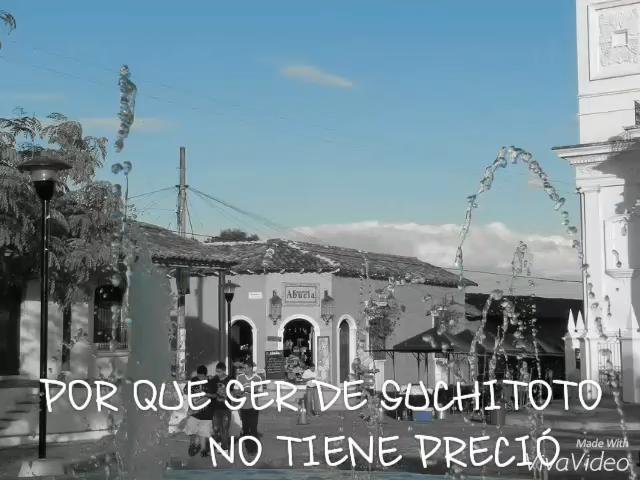 Abuela
POR QUE SER DE SUCHITOTO
NO TIENE PRECIÓ
Made With
VivaVideo